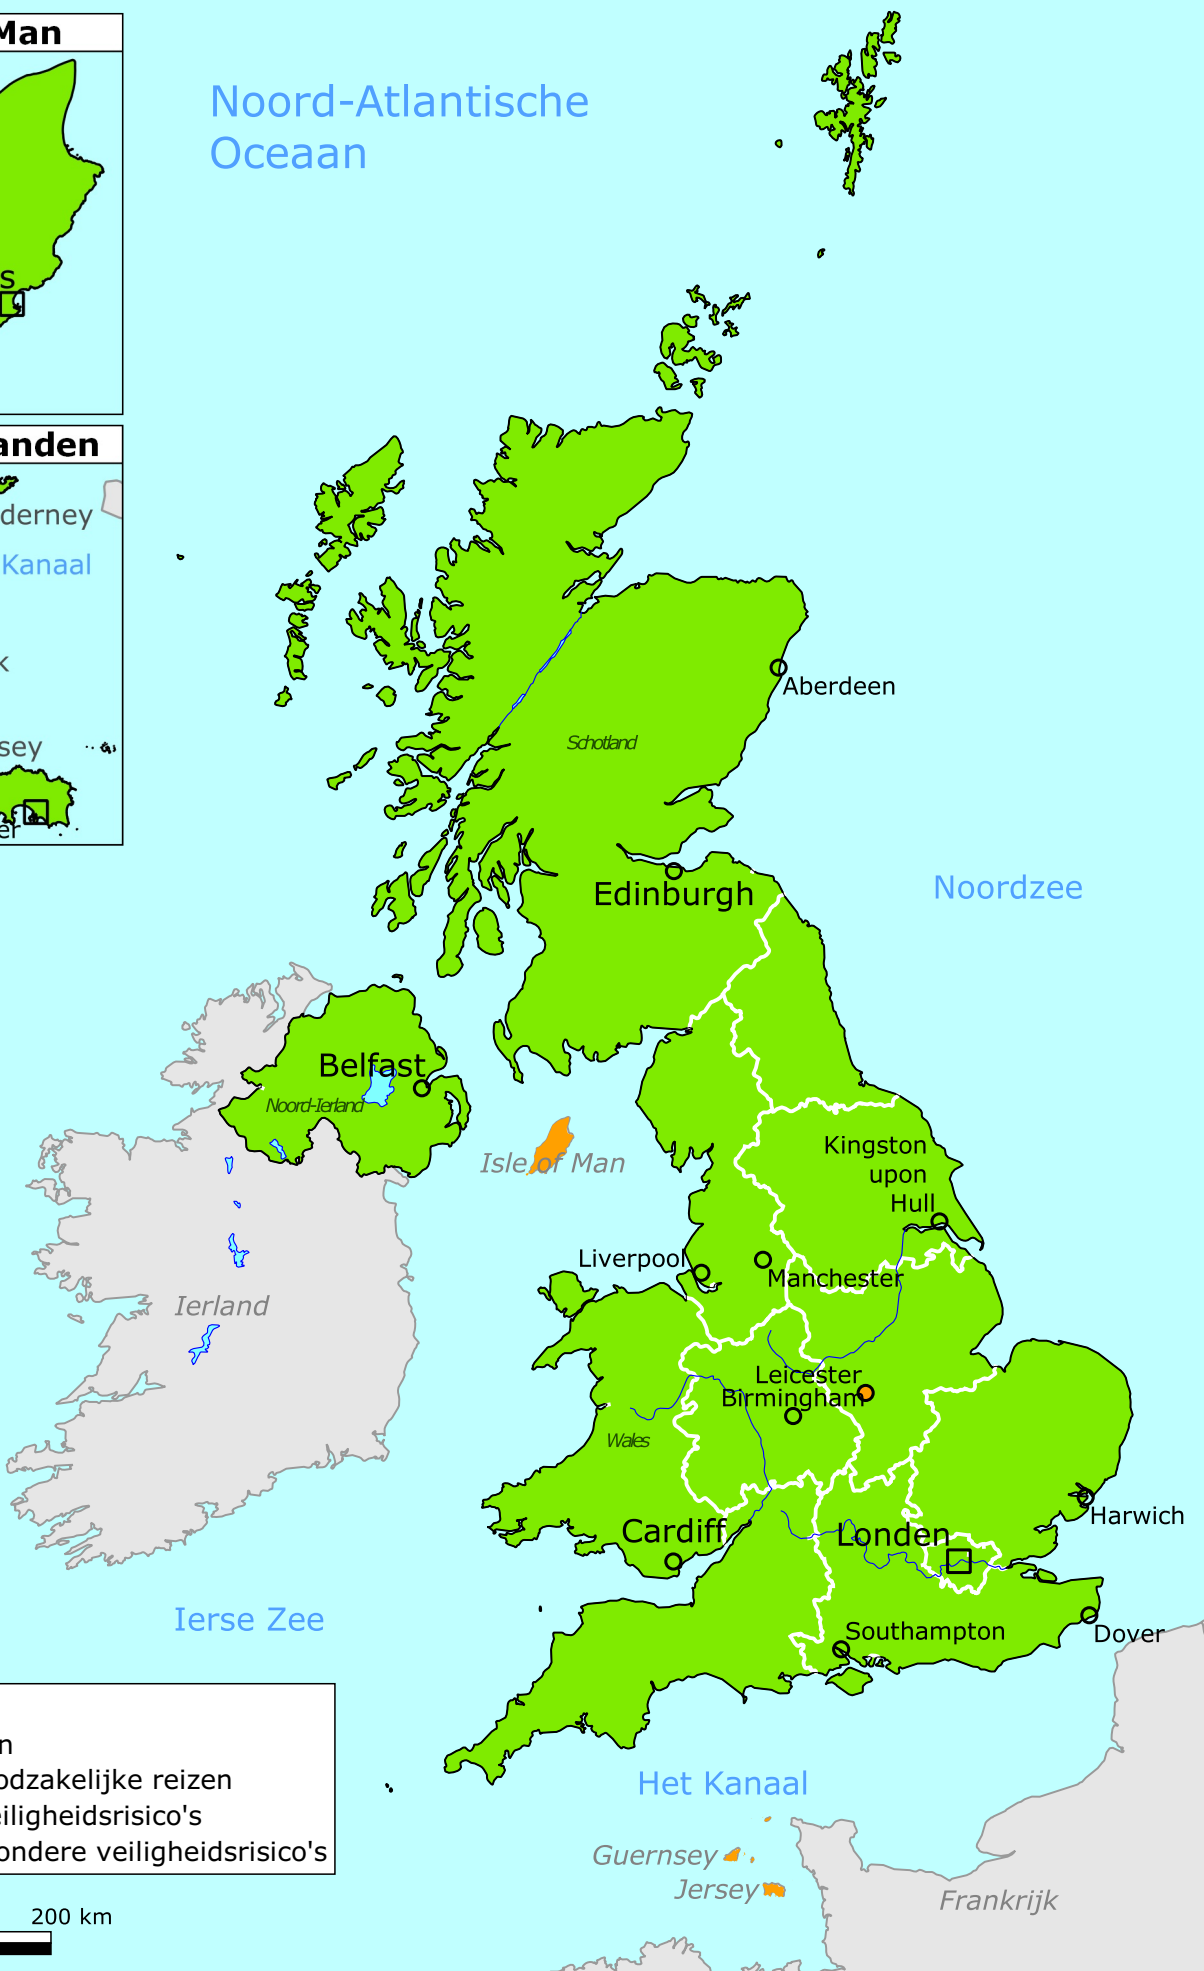 Man
s
Noord-Atlantische
Oceaan
anden
derney
Kanaal
k
sey
er
Aberdeen
Schotland
Edinburgh
Noordzee
Belfast
Noord-Ierland
Isle of Man
Kingston
upon
Hull
Liverpool
Manchester
Ierland
Leicester
Birmingham
Wales
Harwich
Cardiff
Londen
Ierse Zee
Southampton
Dover
n
odzakelijke reizen
eiligheidsrisico's
ondere veiligheidsrisico's
Het Kanaal
Guernsey
Jersey
Frankrijk
200 km